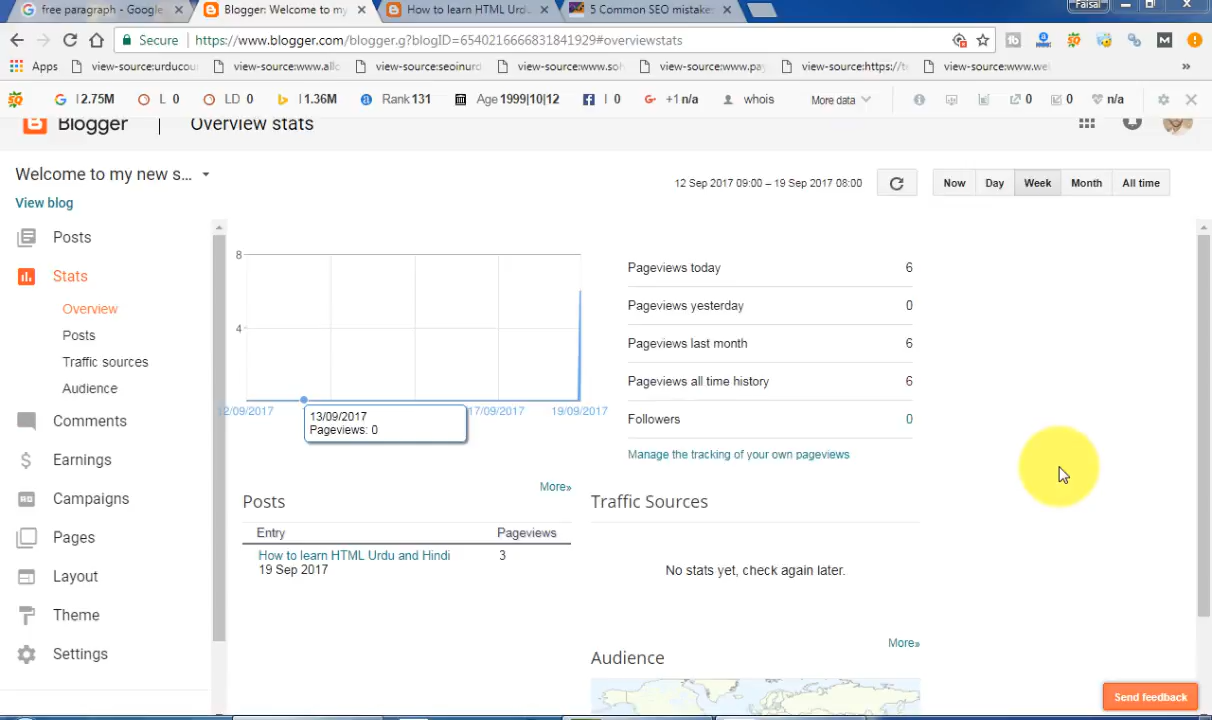 free paragraph - Google
Blogger: Welcome to my
How to learn HTML Urdu
5 Common SEO mistake
Faisal
Secure
https://www.blogger.com/blogger.g?blogID=6540216666831841929#overviewstats
Apps
view-source:urducou
view-source:www.allc
view-source:seoinurd
view-source:www.so
view-source:www.pa
view-source:https://t
view-source:www.we
I 2.75M
L 0
LD 0
I 1.36M
Rank 131
Age 1999|10|12
I 0
+1 n/a
whois
More data
0
0
n/a
Blogger
Overview stats
Welcome to my new s...
12 Sep 2017 09:00 – 19 Sep 2017 08:00
Now
Day
Week
Month
All time
View blog
Posts
Stats
Overview
Posts
Traffic sources
Audience
Comments
Earnings
Campaigns
Pages
Layout
Theme
Settings
8
4
12/09/2017
17/09/2017
19/09/2017
13/09/2017
Pageviews: 0
Pageviews today 6
Pageviews yesterday 0
Pageviews last month 6
Pageviews all time history 6
Followers 0
Manage the tracking of your own pageviews
More»
Posts
Entry Pageviews
How to learn HTML Urdu and Hindi 3
19 Sep 2017
Traffic Sources
No stats yet, check again later.
More»
Audience
Send feedback